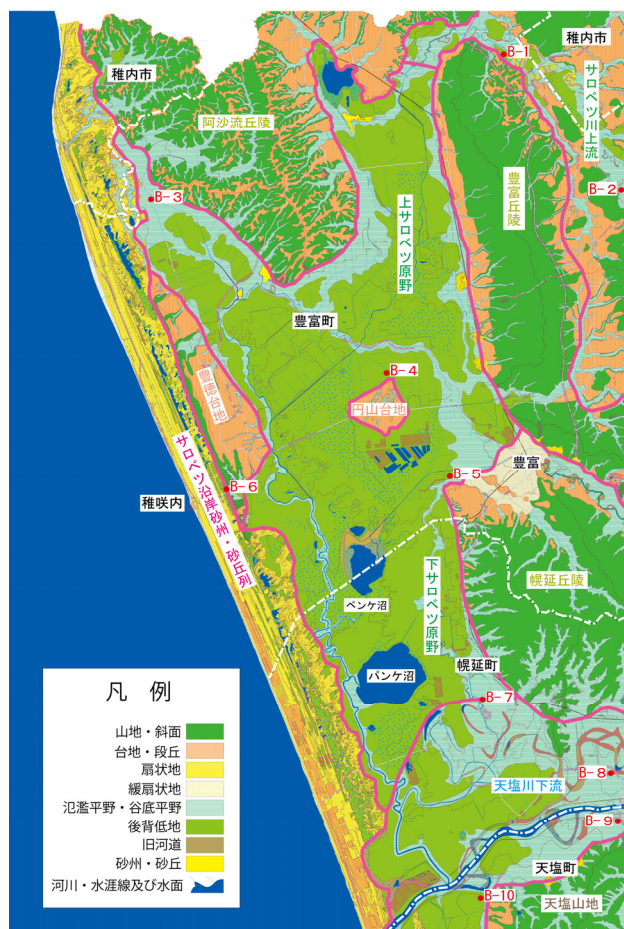 稚内市
B-1
稚内市
サロベツ川上流
阿沙流丘陵
豊富丘陵
B-2
B-3
上サロベツ原野
豊富町
B-4
豊徳台地
円山台地
豊富
B-5
B-6
稚咲内
サロベツ沿岸砂州・砂丘列
下サロベツ原野
幌延丘陵
ペンケ沼
幌延町
パンケ沼
B-7
B-8
天塩川下流
B-9
天塩町
B-10
天塩山地
凡 例
山地・斜面
台地・段丘
扇状地
緩扇状地
氾濫平野・谷底平野
後背低地
旧河道
砂州・砂丘
河川・水涯線及び水面